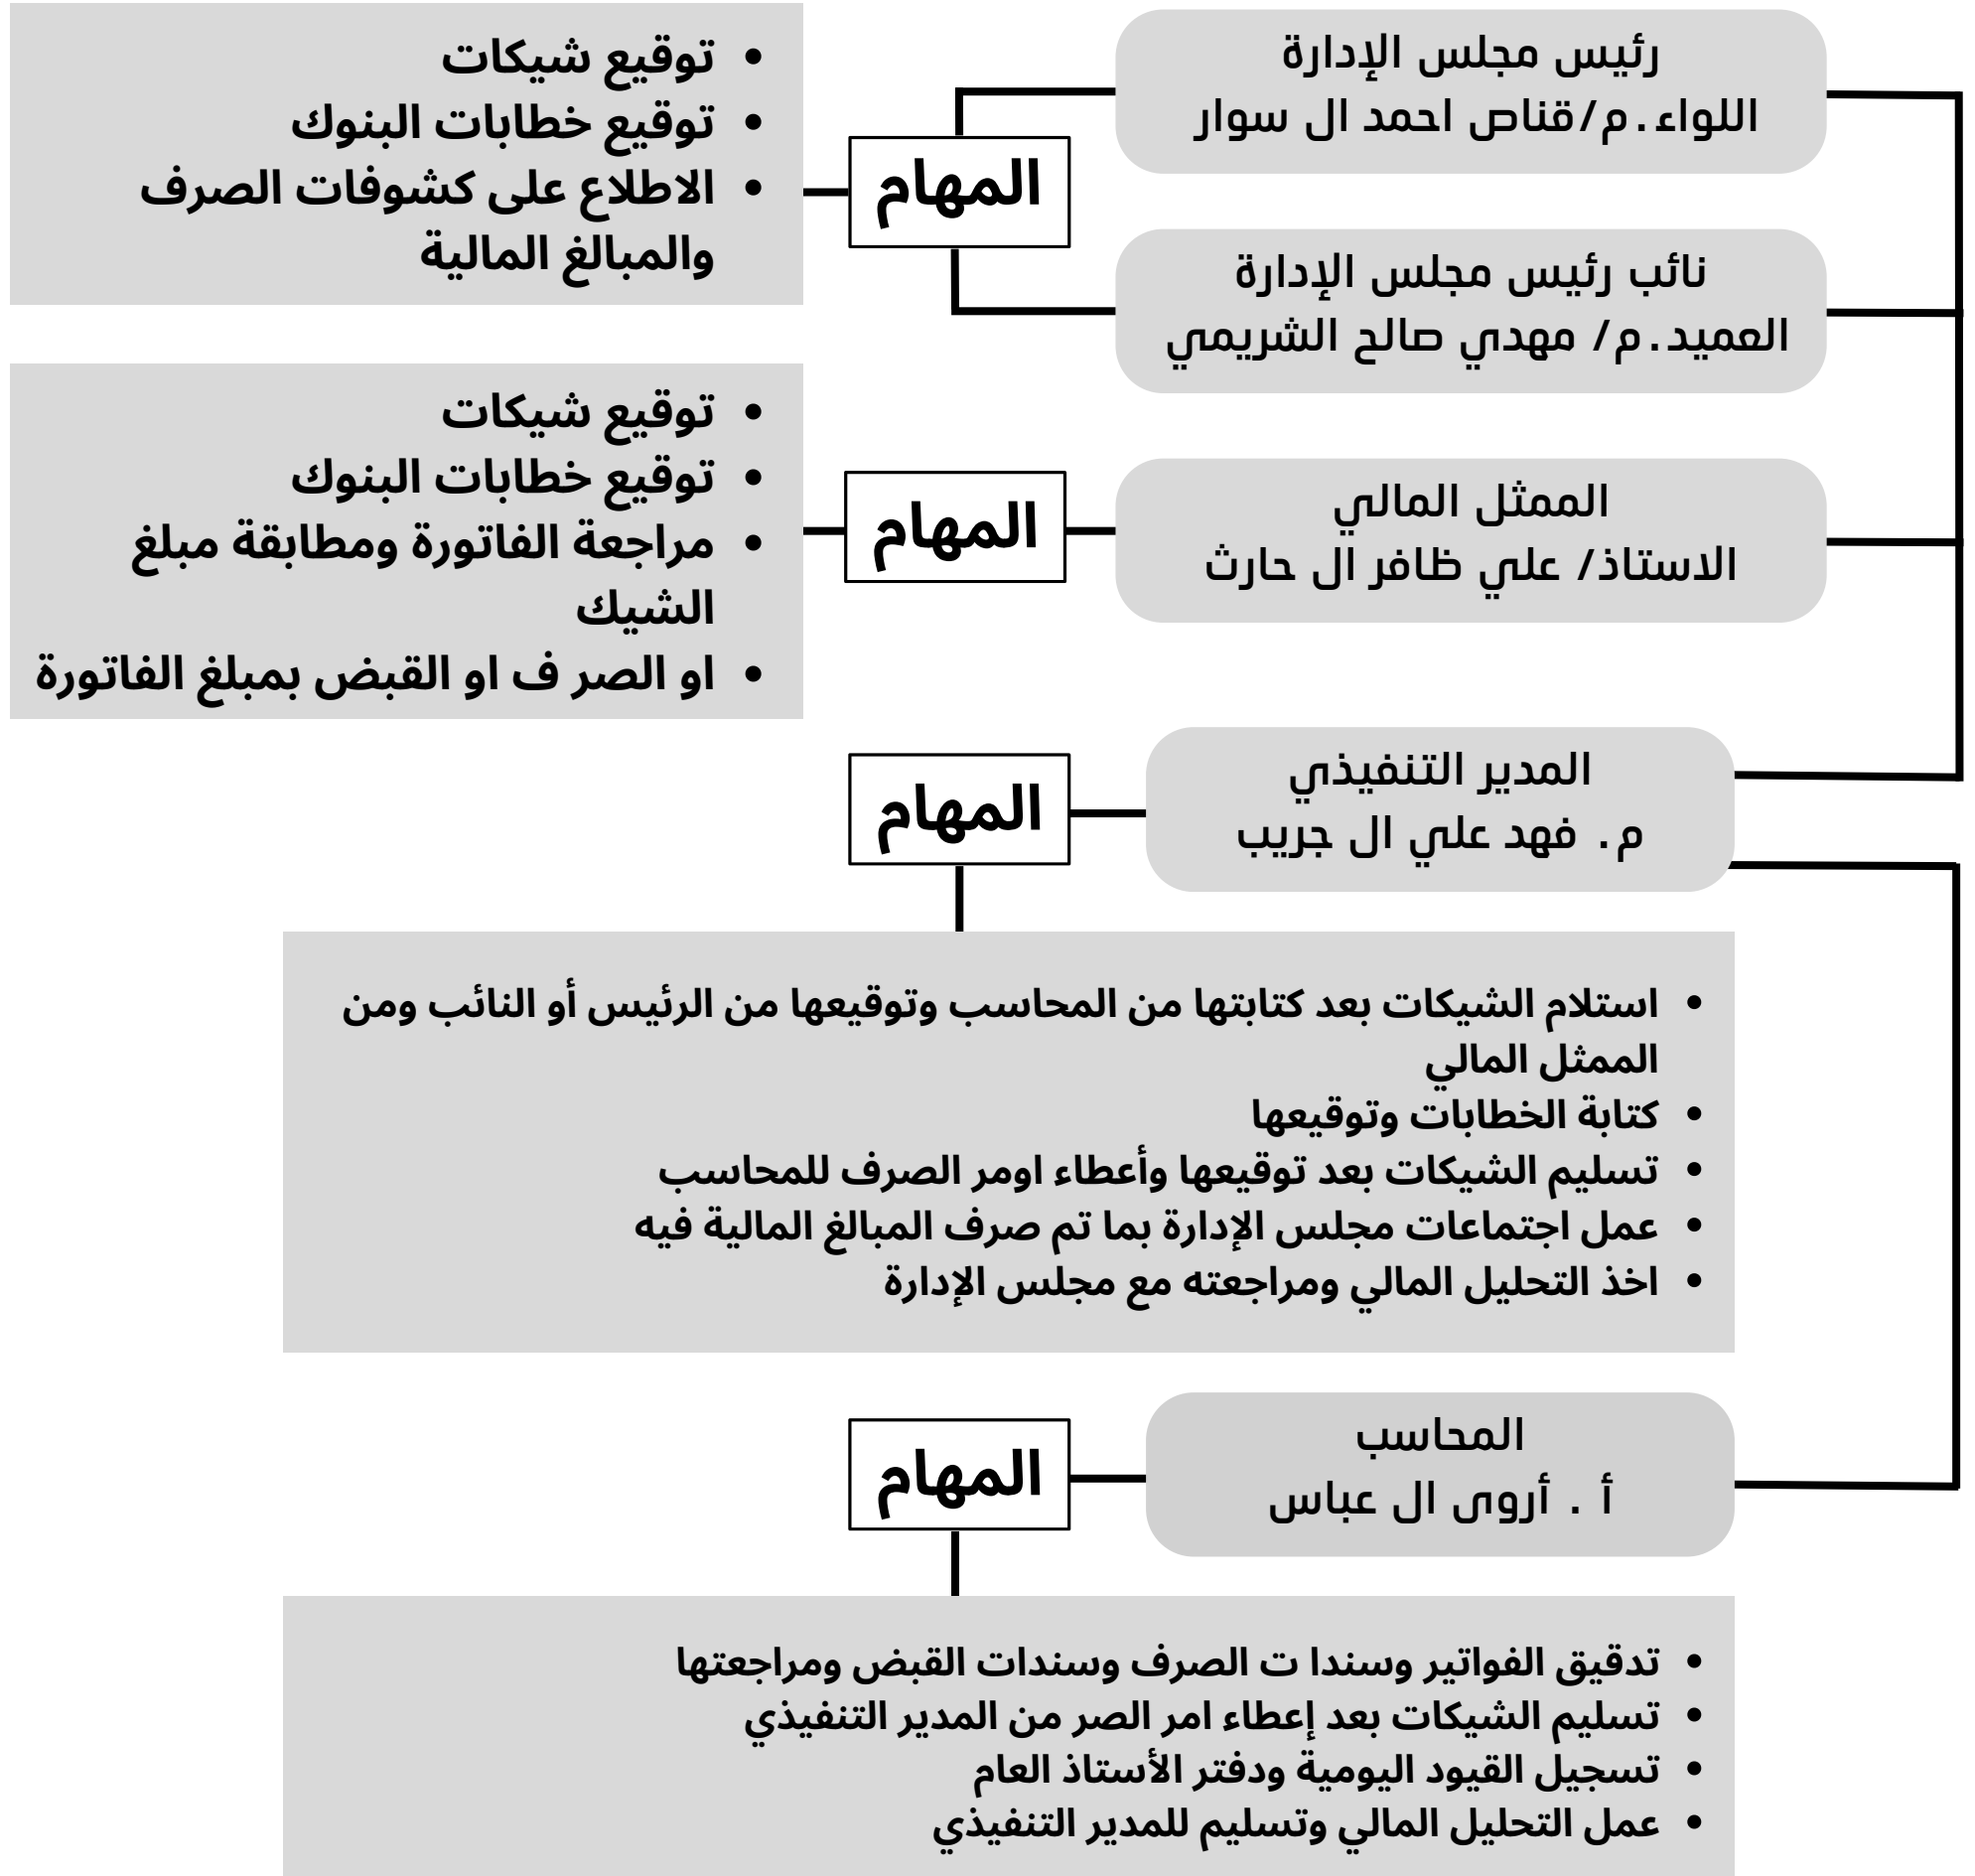 رئيس مجلس الإدارة
اللواء.م/قناص احمد ال سوار
المهام
• توقيع شيكات
• توقيع خطابات البنوك
• الاطلاع على كشوفات الصرف
والمبالغ المالية
نائب رئيس مجلس الإدارة
العميد.م/ مهدي صالح الشريمي
الممثل المالي
الاستاذ/ علي ظافر ال حارث
المهام
• توقيع شيكات
• توقيع خطابات البنوك
• مراجعة الفاتورة ومطابقة مبلغ
الشيك
• او الصر ف او القبض بمبلغ الفاتورة
المدير التنفيذي
م. فهد علي ال جريب
المهام
• استلام الشيكات بعد كتابتها من المحاسب وتوقيعها من الرئيس أو النائب ومن
الممثل المالي
• كتابة الخطابات وتوقيعها
• تسليم الشيكات بعد توقيعها وأعطاء اومر الصرف للمحاسب
• عمل اجتماعات مجلس الإدارة بما تم صرف المبالغ المالية فيه
• اخذ التحليل المالي ومراجعته مع مجلس الإدارة
المحاسب
أ . أروى ال عباس
المهام
• تدقيق الفواتير وسندا ت الصرف وسندات القبض ومراجعتها
• تسليم الشيكات بعد إعطاء امر الصر من المدير التنفيذي
• تسجيل القيود اليومية ودفتر الأستاذ العام
• عمل التحليل المالي وتسليم للمدير التنفيذي